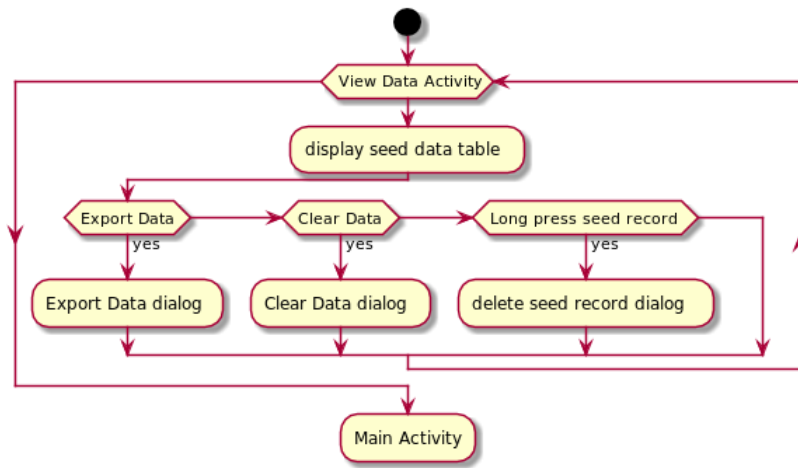 View Data Activity
display seed data table
Export Data
Clear Data
Long press seed record
yes
yes
yes
Export Data dialog
Clear Data dialog
delete seed record dialog
Main Activity